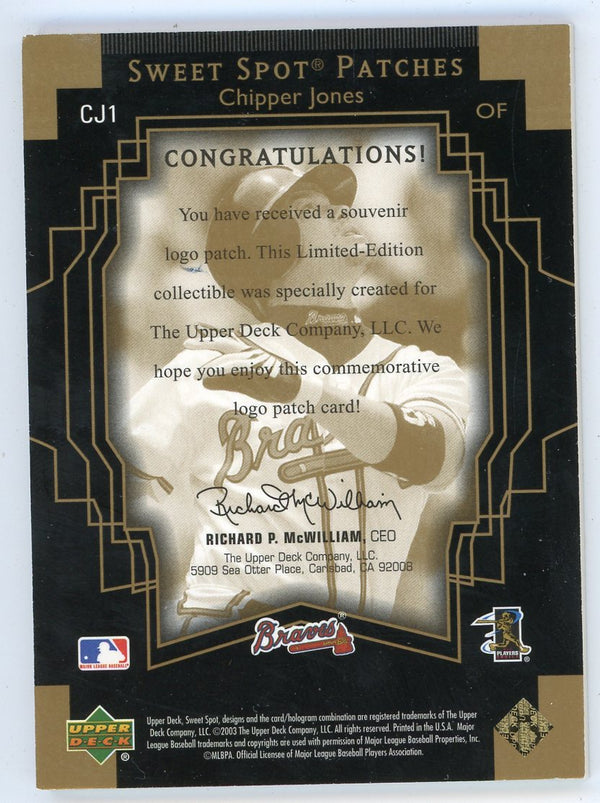 SWEET SPOT® PATCHES
Chipper Jones
CJ1
OF
CONGRATULATIONS!
You have received a souvenir
logo patch. This Limited-Edition
collectible was specially created for
The Upper Deck Company, LLC. We
hope you enjoy this commemorative
logo patch card!
Braves
Braves
Richard McWilliam
RICHARD P. McWILLIAM, CEO
The Upper Deck Company, LLC.
5909 Sea Otter Place, Carlsbad, CA 92008
Braves®
MAJOR LEAGUE BASEBALL
PLAYERS
®
UPPER
DECK
®
Upper Deck, Sweet Spot, designs and the card/hologram combination are registered trademarks of The Upper
Deck Company, LLC. ©2003 The Upper Deck Company, LLC. All rights reserved. Printed in the U.S.A. Major
League Baseball trademarks and copyrights are used with permission of Major League Baseball Properties, Inc.
©MLBPA. Official Licensee of Major League Baseball Players Association.